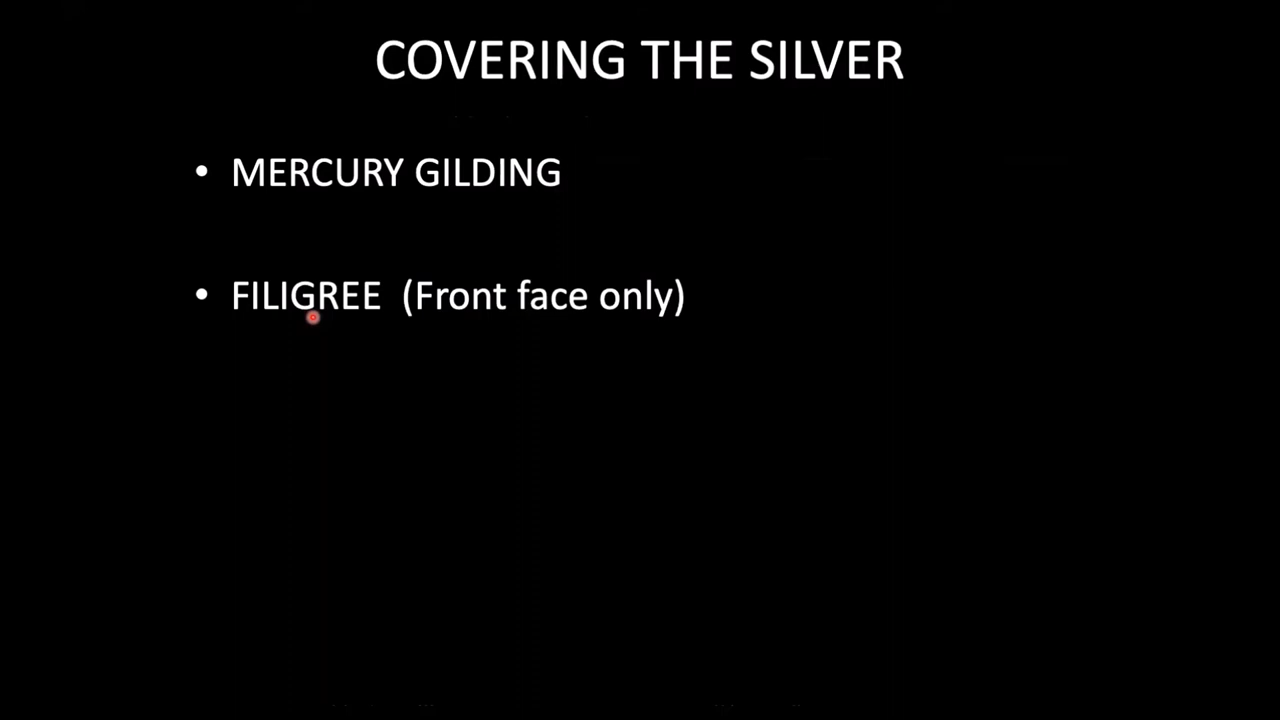 COVERING THE SILVER
• MERCURY GILDING
• FILIGREE (Front face only)